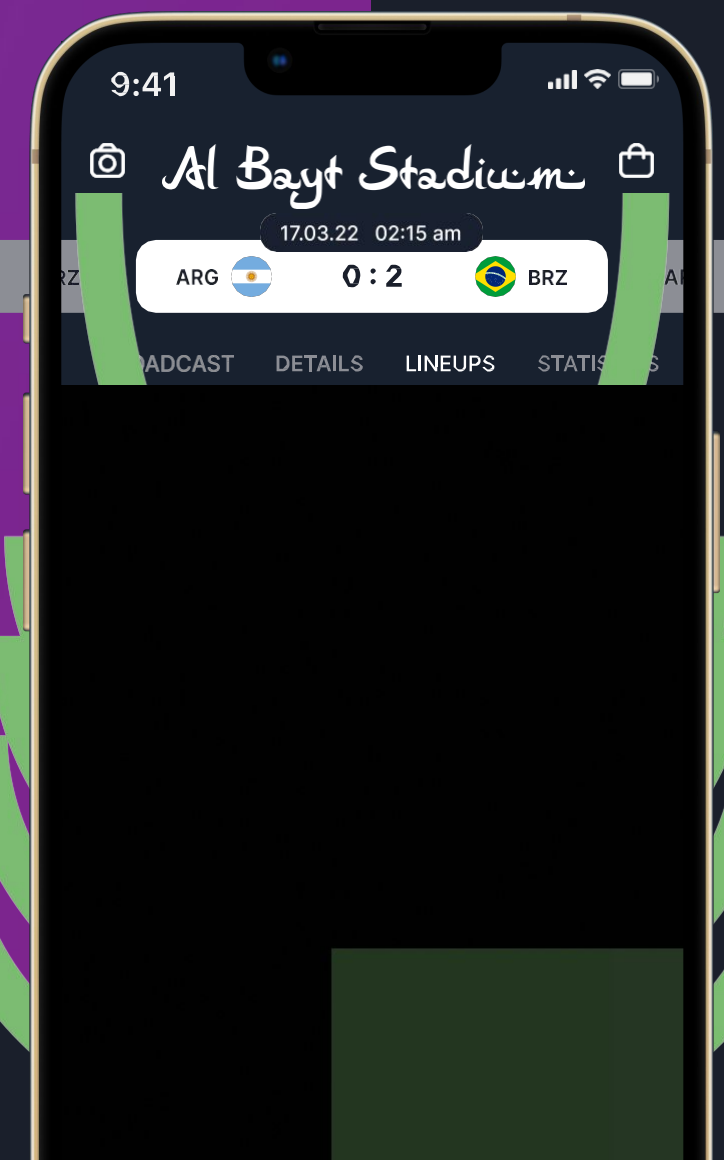 9:41
Al Bayt Stadium
17.03.22 02:15 am
ARG 0 : 2 BRZ
DETAILS LINEUPS